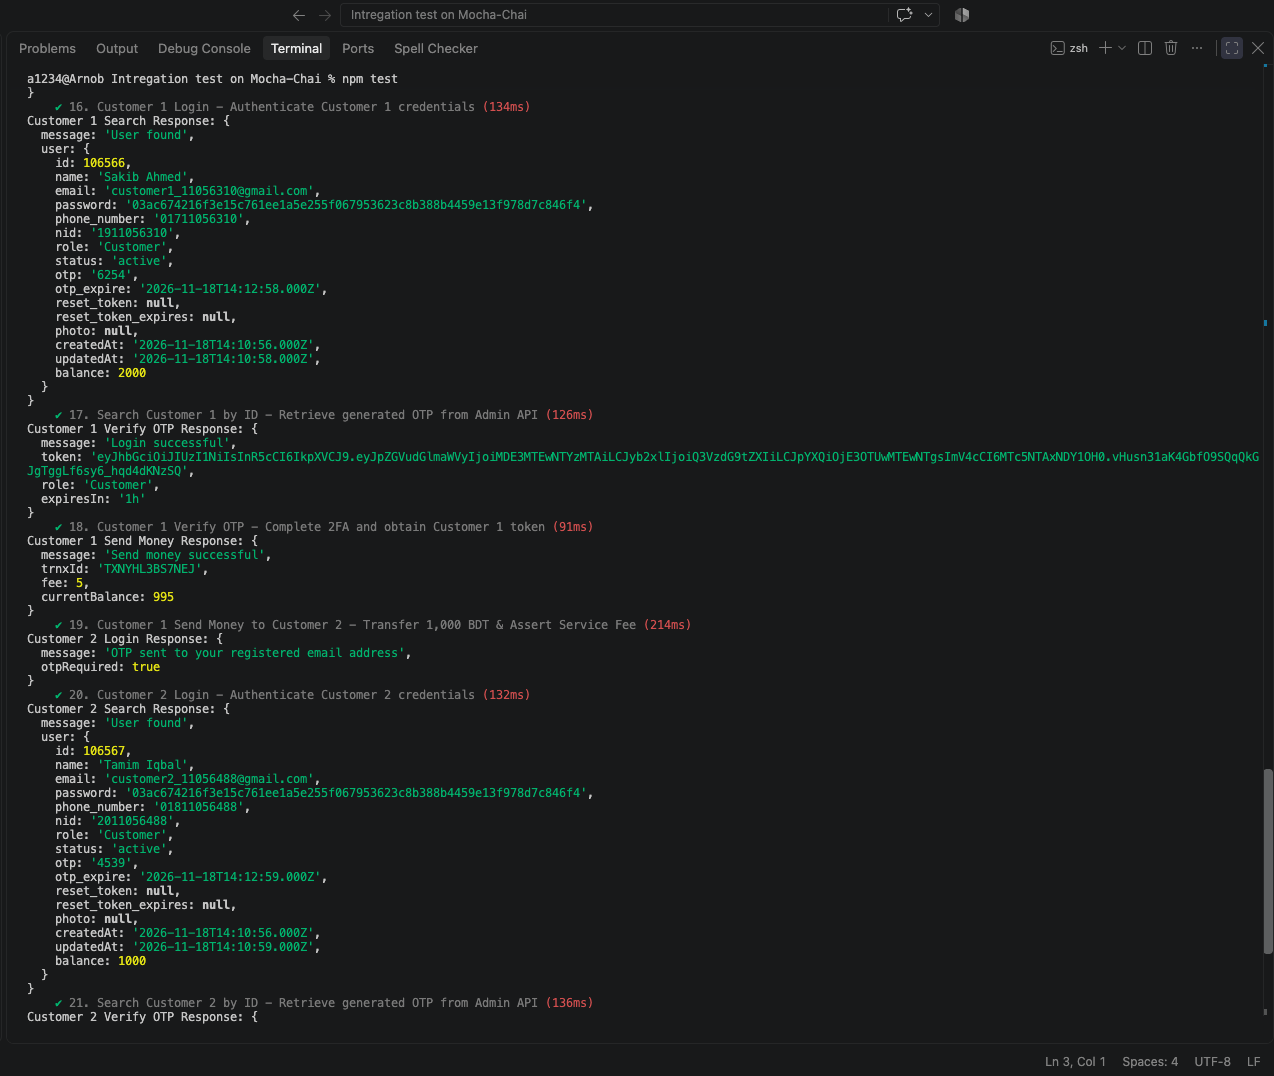 Intregation test on Mocha-Chai
Problems Output Debug Console Terminal Ports Spell Checker zsh
a1234@Arnob Intregation test on Mocha-Chai % npm test
}
✔ 16. Customer 1 Login – Authenticate Customer 1 credentials (134ms)
Customer 1 Search Response: {
message: 'User found',
user: {
id: 106566,
name: 'Sakib Ahmed',
email: 'customer1_11056310@gmail.com',
password: '03ac674216f3e15c761ee1a5e255f067953623c8b388b4459e13f978d7c846f4',
phone_number: '01711056310',
nid: '1911056310',
role: 'Customer',
status: 'active',
otp: '6254',
otp_expire: '2026-11-18T14:12:58.000Z',
reset_token: null,
reset_token_expires: null,
photo: null,
createdAt: '2026-11-18T14:10:56.000Z',
updatedAt: '2026-11-18T14:10:58.000Z',
balance: 2000
}
}
✔ 17. Search Customer 1 by ID – Retrieve generated OTP from Admin API (126ms)
Customer 1 Verify OTP Response: {
message: 'Login successful',
token: 'eyJhbGciOiJIUzI1NiIsInR5cCI6IkpXVCJ9.eyJpZGVudGlmaWVyIjoiMDE3MTEwNTYzMTAiLCJyb2xlIjoiQ3VzdG9tZXIiLCJpYXQiOjE3OTUwMTEwNTgsImV4cCI6MTc5NTAxNDY1OH0.vHusn31aK4GbfO9SQqQkG
JgTggLf6sy6_hqd4dKNzSQ',
role: 'Customer',
expiresIn: '1h'
}
✔ 18. Customer 1 Verify OTP – Complete 2FA and obtain Customer 1 token (91ms)
Customer 1 Send Money Response: {
message: 'Send money successful',
trnxId: 'TXNYHL3BS7NEJ',
fee: 5,
currentBalance: 995
}
✔ 19. Customer 1 Send Money to Customer 2 – Transfer 1,000 BDT & Assert Service Fee (214ms)
Customer 2 Login Response: {
message: 'OTP sent to your registered email address',
otpRequired: true
}
✔ 20. Customer 2 Login – Authenticate Customer 2 credentials (132ms)
Customer 2 Search Response: {
message: 'User found',
user: {
id: 106567,
name: 'Tamim Iqbal',
email: 'customer2_11056488@gmail.com',
password: '03ac674216f3e15c761ee1a5e255f067953623c8b388b4459e13f978d7c846f4',
phone_number: '01811056488',
nid: '2011056488',
role: 'Customer',
status: 'active',
otp: '4539',
otp_expire: '2026-11-18T14:12:59.000Z',
reset_token: null,
reset_token_expires: null,
photo: null,
createdAt: '2026-11-18T14:10:56.000Z',
updatedAt: '2026-11-18T14:10:59.000Z',
balance: 1000
}
}
✔ 21. Search Customer 2 by ID – Retrieve generated OTP from Admin API (136ms)
Customer 2 Verify OTP Response: {
Ln 3, Col 1 Spaces: 4 UTF-8 LF